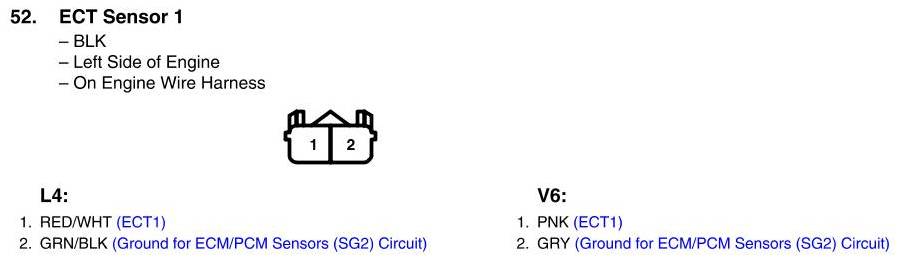 52. ECT Sensor 1
– BLK
– Left Side of Engine
– On Engine Wire Harness
1 2
L4:
1. RED/WHT (ECT1)
2. GRN/BLK (Ground for ECM/PCM Sensors (SG2) Circuit)
V6:
1. PNK (ECT1)
2. GRY (Ground for ECM/PCM Sensors (SG2) Circuit)